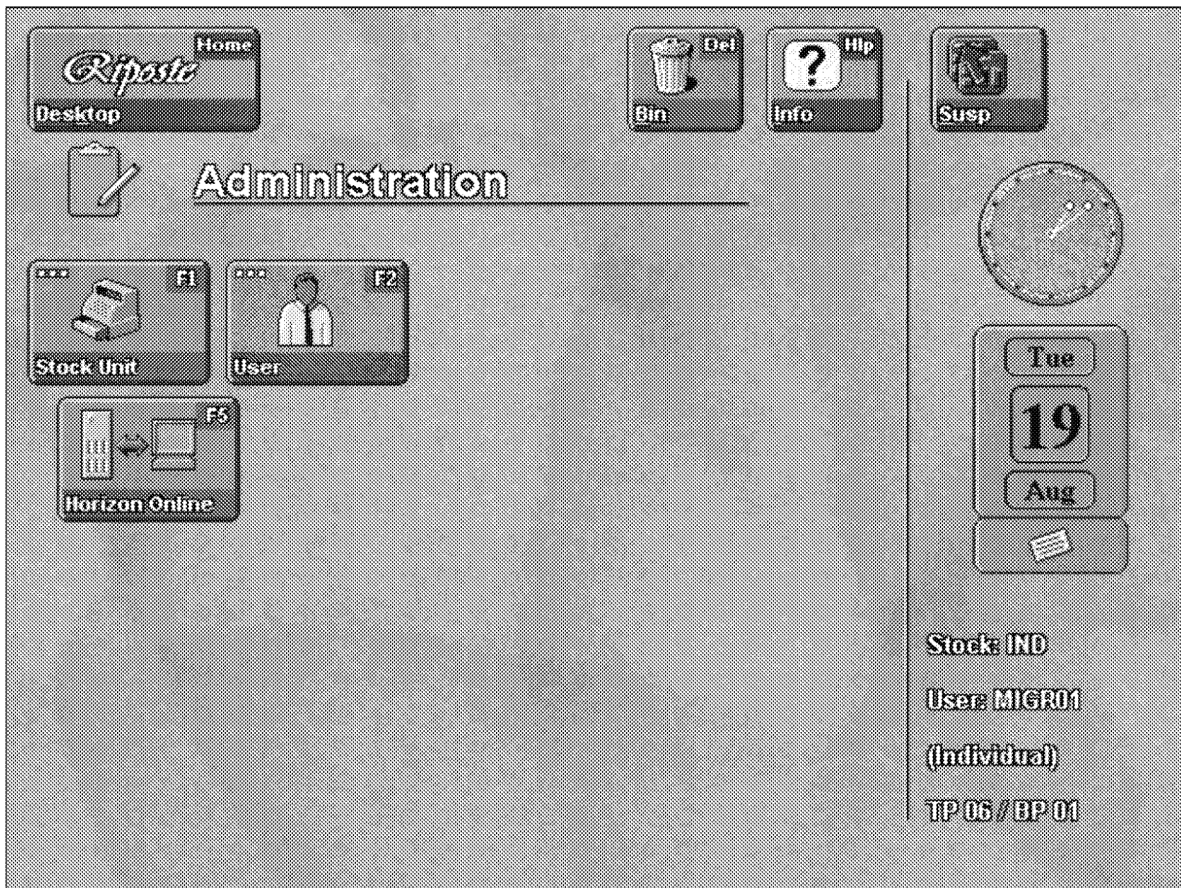 Riposte Home
Desktop
Del
Bin
?
Hlp
Info
Susp
Administration
F1
Stock Unit
F2
User
F5
Horizon Online
Tue
19
Aug
Stock: IND
User: MIGR01
(Individual)
TP 06 / BP 01